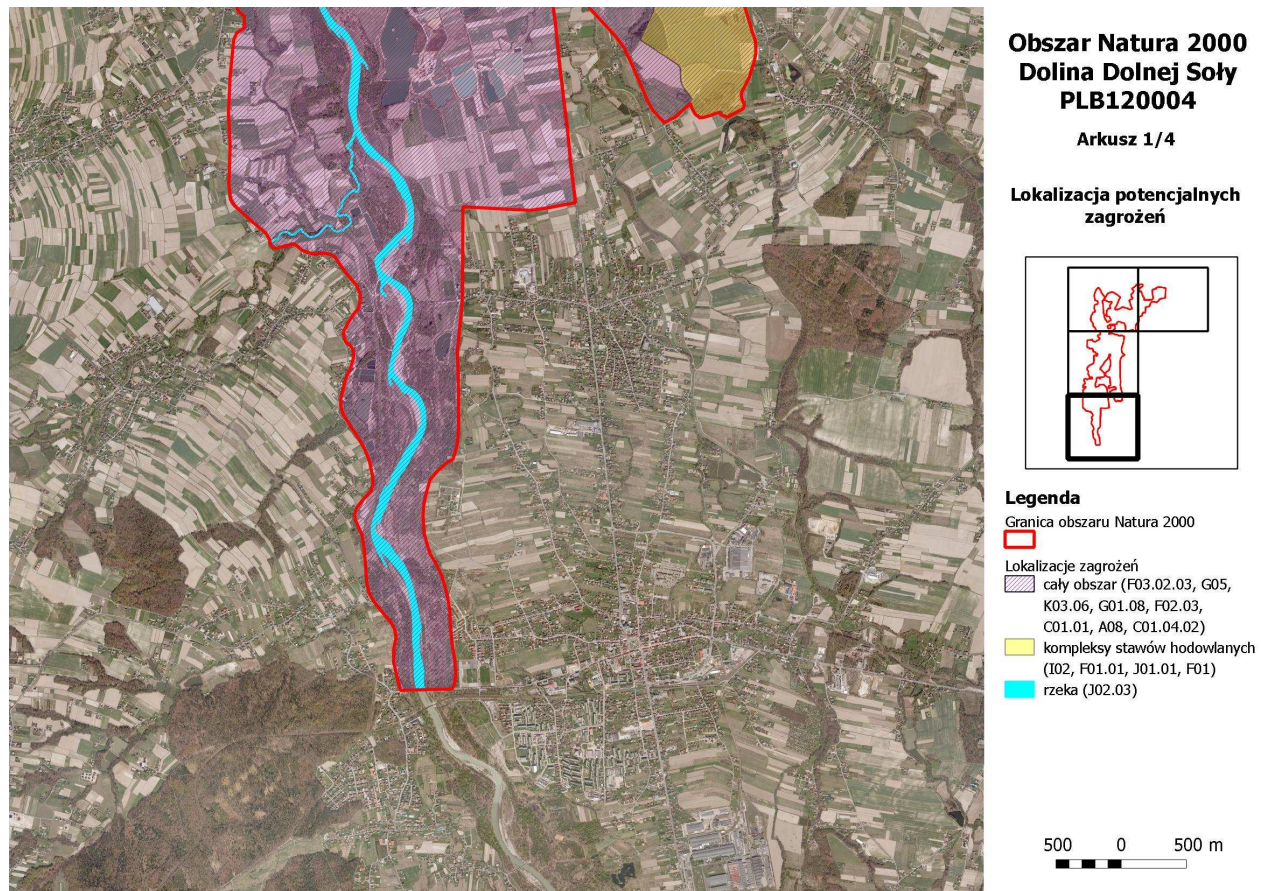 Obszar Natura 2000
Dolina Dolnej Soły
PLB120004
Arkusz 1/4
Lokalizacja potencjalnych
zagrożeń
Legenda
Granica obszaru Natura 2000
Lokalizacje zagrożeń
cały obszar (F03.02.03, G05,
K03.06, G01.08, F02.03,
C01.01, A08, C01.04.02)
kompleksy stawów hodowlanych
(I02, F01.01, J01.01, F01)
rzeka (J02.03)
500 0 500 m